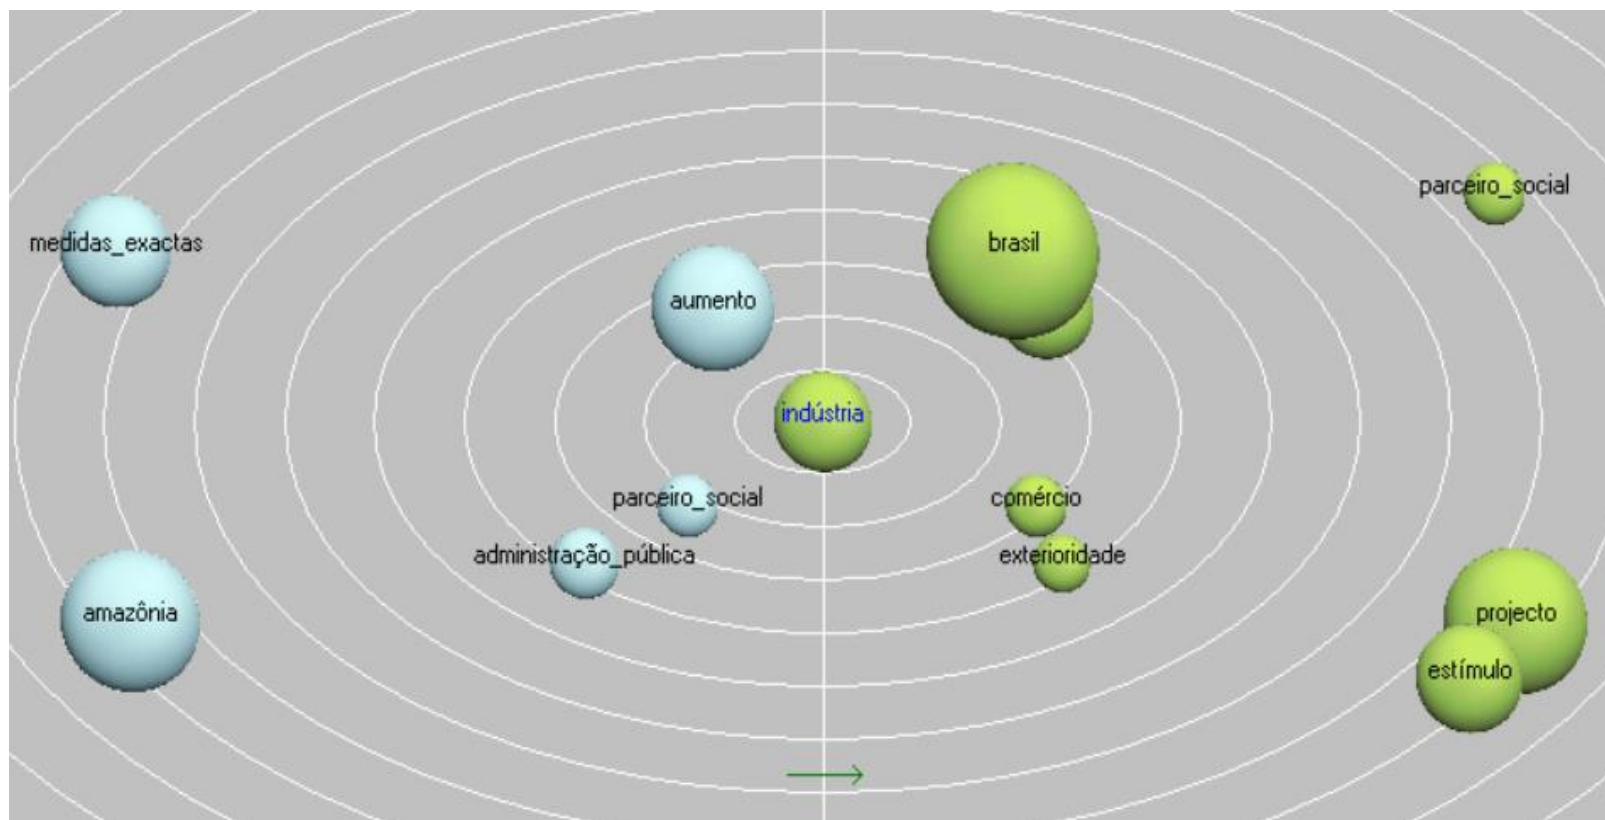 parceiro_social
medidas_exactas
brasil
aumento
indústria
parceiro_social
comércio
administração_pública
exterioridade
amazônia
projecto
estímulo